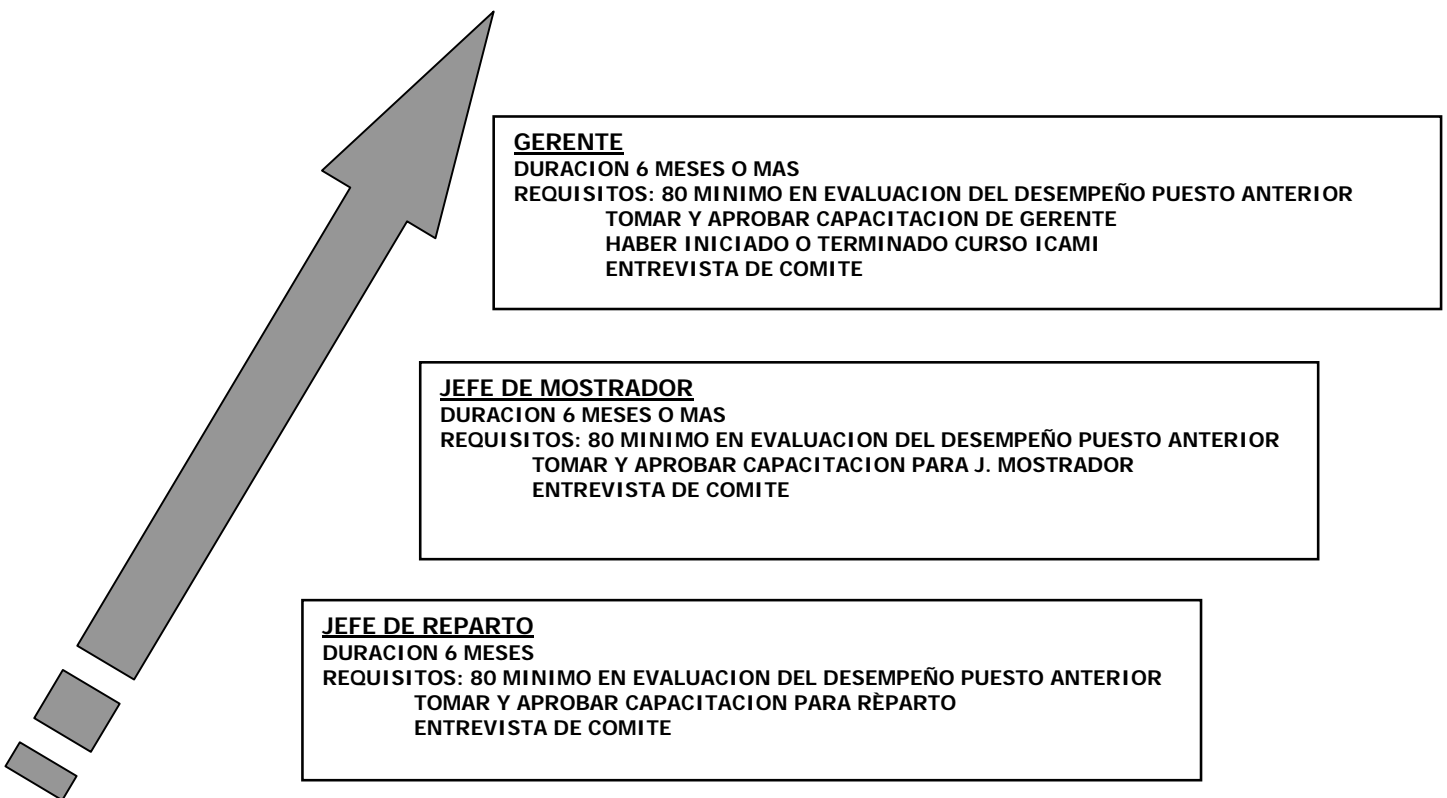 GERENTE
DURACION 6 MESES O MAS
REQUISITOS: 80 MINIMO EN EVALUACION DEL DESEMPEÑO PUESTO ANTERIOR
TOMAR Y APROBAR CAPACITACION DE GERENTE
HABER INICIADO O TERMINADO CURSO ICAMI
ENTREVISTA DE COMITE
JEFE DE MOSTRADOR
DURACION 6 MESES O MAS
REQUISITOS: 80 MINIMO EN EVALUACION DEL DESEMPEÑO PUESTO ANTERIOR
TOMAR Y APROBAR CAPACITACION PARA J. MOSTRADOR
ENTREVISTA DE COMITE
JEFE DE REPARTO
DURACION 6 MESES
REQUISITOS: 80 MINIMO EN EVALUACION DEL DESEMPEÑO PUESTO ANTERIOR
TOMAR Y APROBAR CAPACITACION PARA RÈPARTO
ENTREVISTA DE COMITE